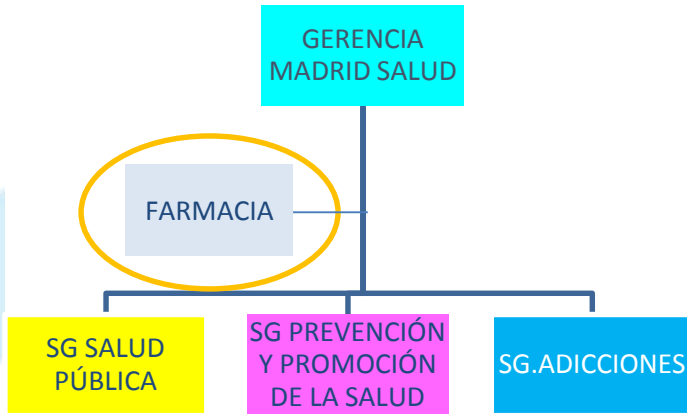 GERENCIA
MADRID SALUD
FARMACIA
SG SALUD
PÚBLICA
SG PREVENCIÓN
Y PROMOCIÓN
DE LA SALUD
SG.ADICCIONES